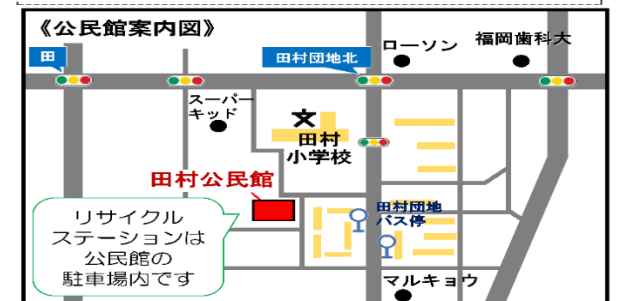 《公民館案内図》
田
田村団地北
ローソン
福岡歯科大
スーパー
キッド
文
田村
小学校
田村公民館
リサイクル
ステーションは
公民館の
駐車場内です
田村団地
バス停
マルキョウ